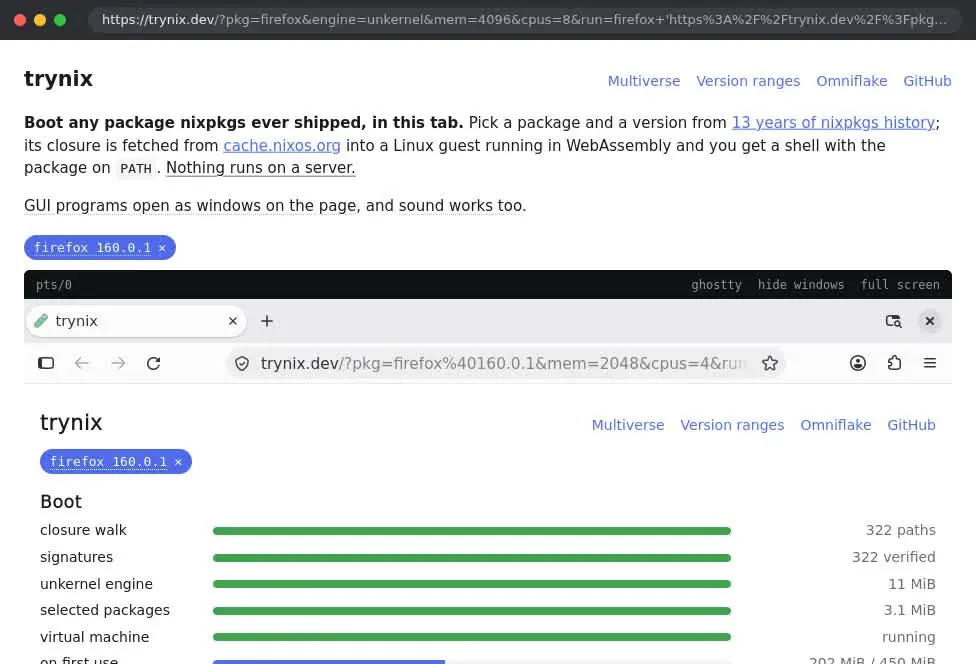 https://trynix.dev/?pkg=firefox&engine=unkernel&mem=4096&cpus=8&run=firefox+'https%3A%2F%2Ftrynix.dev%2F%3Fpkg...
trynix
Multiverse Version ranges Omniflake GitHub
Boot any package nixpkgs ever shipped, in this tab. Pick a package and a version from 13 years of nixpkgs history;
its closure is fetched from cache.nixos.org into a Linux guest running in WebAssembly and you get a shell with the
package on PATH. Nothing runs on a server.
GUI programs open as windows on the page, and sound works too.
firefox 160.0.1 ×
pts/0 ghostty hide windows full screen
trynix × +
trynix.dev/?pkg=firefox%40160.0.1&mem=2048&cpus=4&run
trynix
Multiverse Version ranges Omniflake GitHub
firefox 160.0.1 ×
Boot
closure walk 322 paths
signatures 322 verified
unkernel engine 11 MiB
selected packages 3.1 MiB
virtual machine running
on first use 202 MiB / 450 MiB